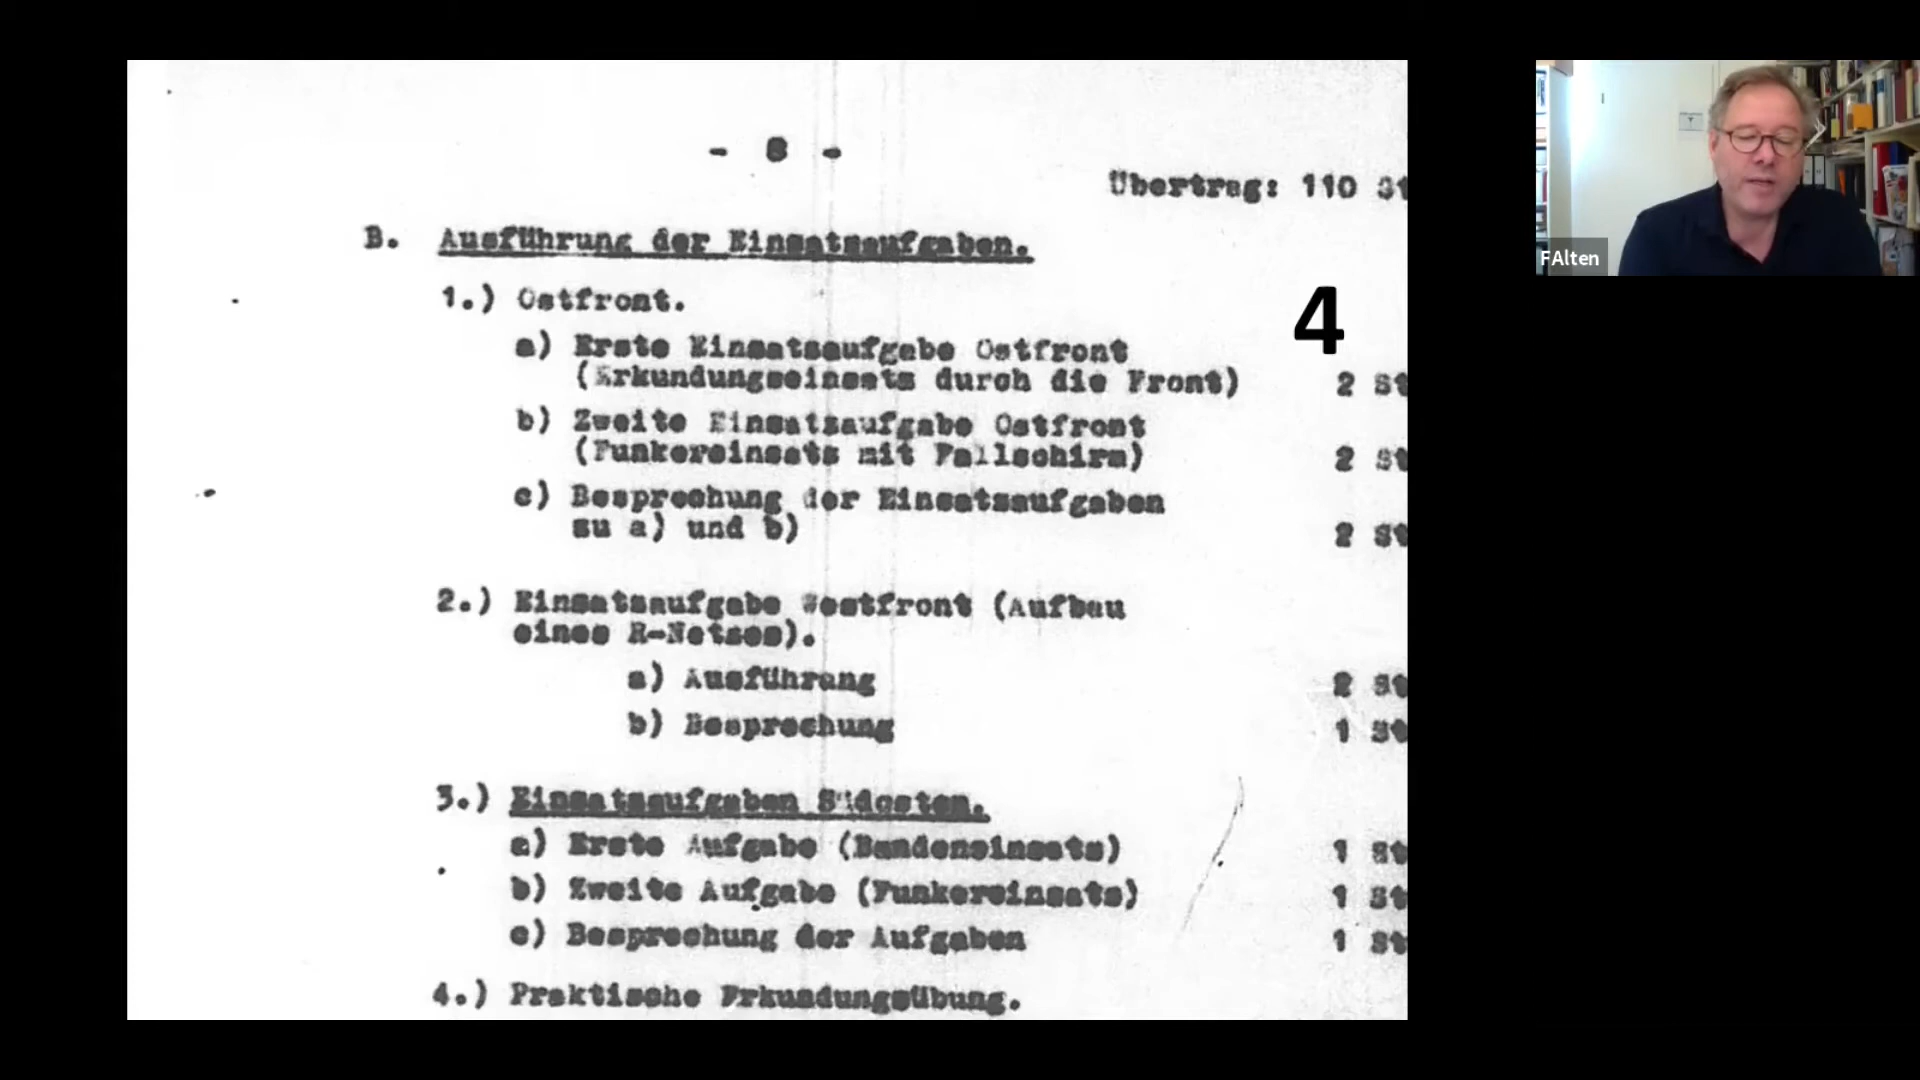 - 8 -
Übertrag: 110 St
B. Ausführung der Einsatzaufgaben.
1.) Ostfront.
4
a) Erste Einsatzaufgabe Ostfront
(Erkundungseinsatz durch die Front) 2 St
b) Zweite Einsatzaufgabe Ostfront
(Funkereinsatz mit Fallschirm) 2 St
c) Besprechung der Einsatzaufgaben
zu a) und b) 2 St
2.) Einsatzaufgabe Westfront (Aufbau
eines R-Netzes).
a) Ausführung 2 St
b) Besprechung 1 St
3.) Einsatzaufgaben Südosten.
a) Erste Aufgabe (Bandeneinsatz) 1 St
b) Zweite Aufgabe (Funkereinsatz) 1 St
c) Besprechung der Aufgaben 1 St
4.) Praktische Erkundungsübung.
FAlten